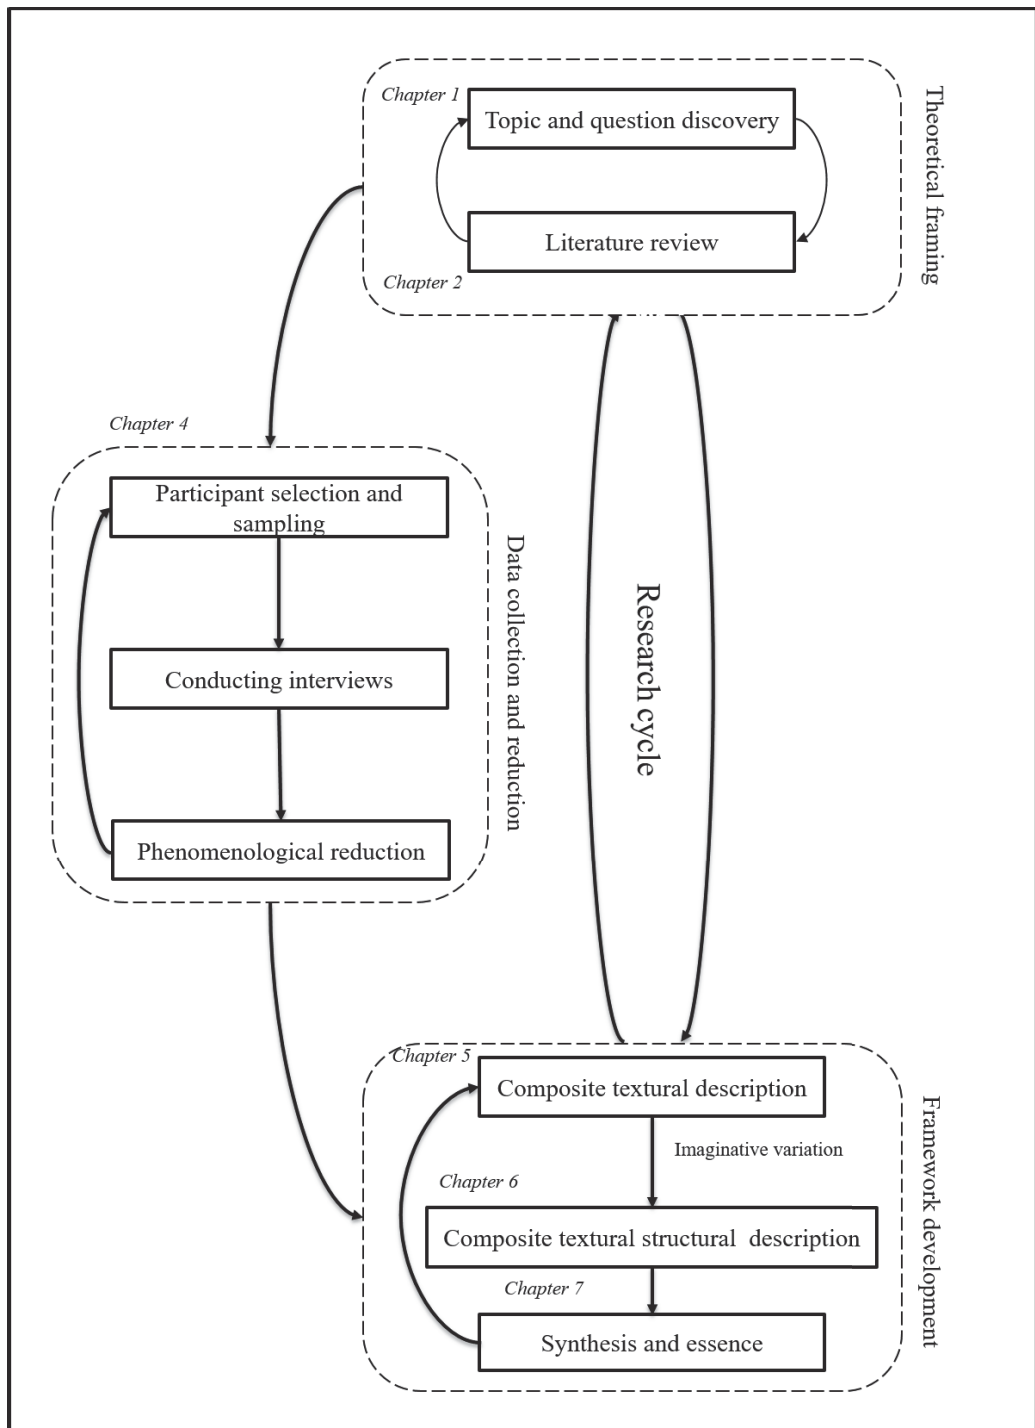 Chapter 1
Topic and question discovery
Literature review
Chapter 2
Theoretical framing
Chapter 4
Participant selection and
sampling
Conducting interviews
Phenomenological reduction
Data collection and reduction
Research cycle
Chapter 5
Composite textural description
Imaginative variation
Chapter 6
Composite textural structural description
Chapter 7
Synthesis and essence
Framework development